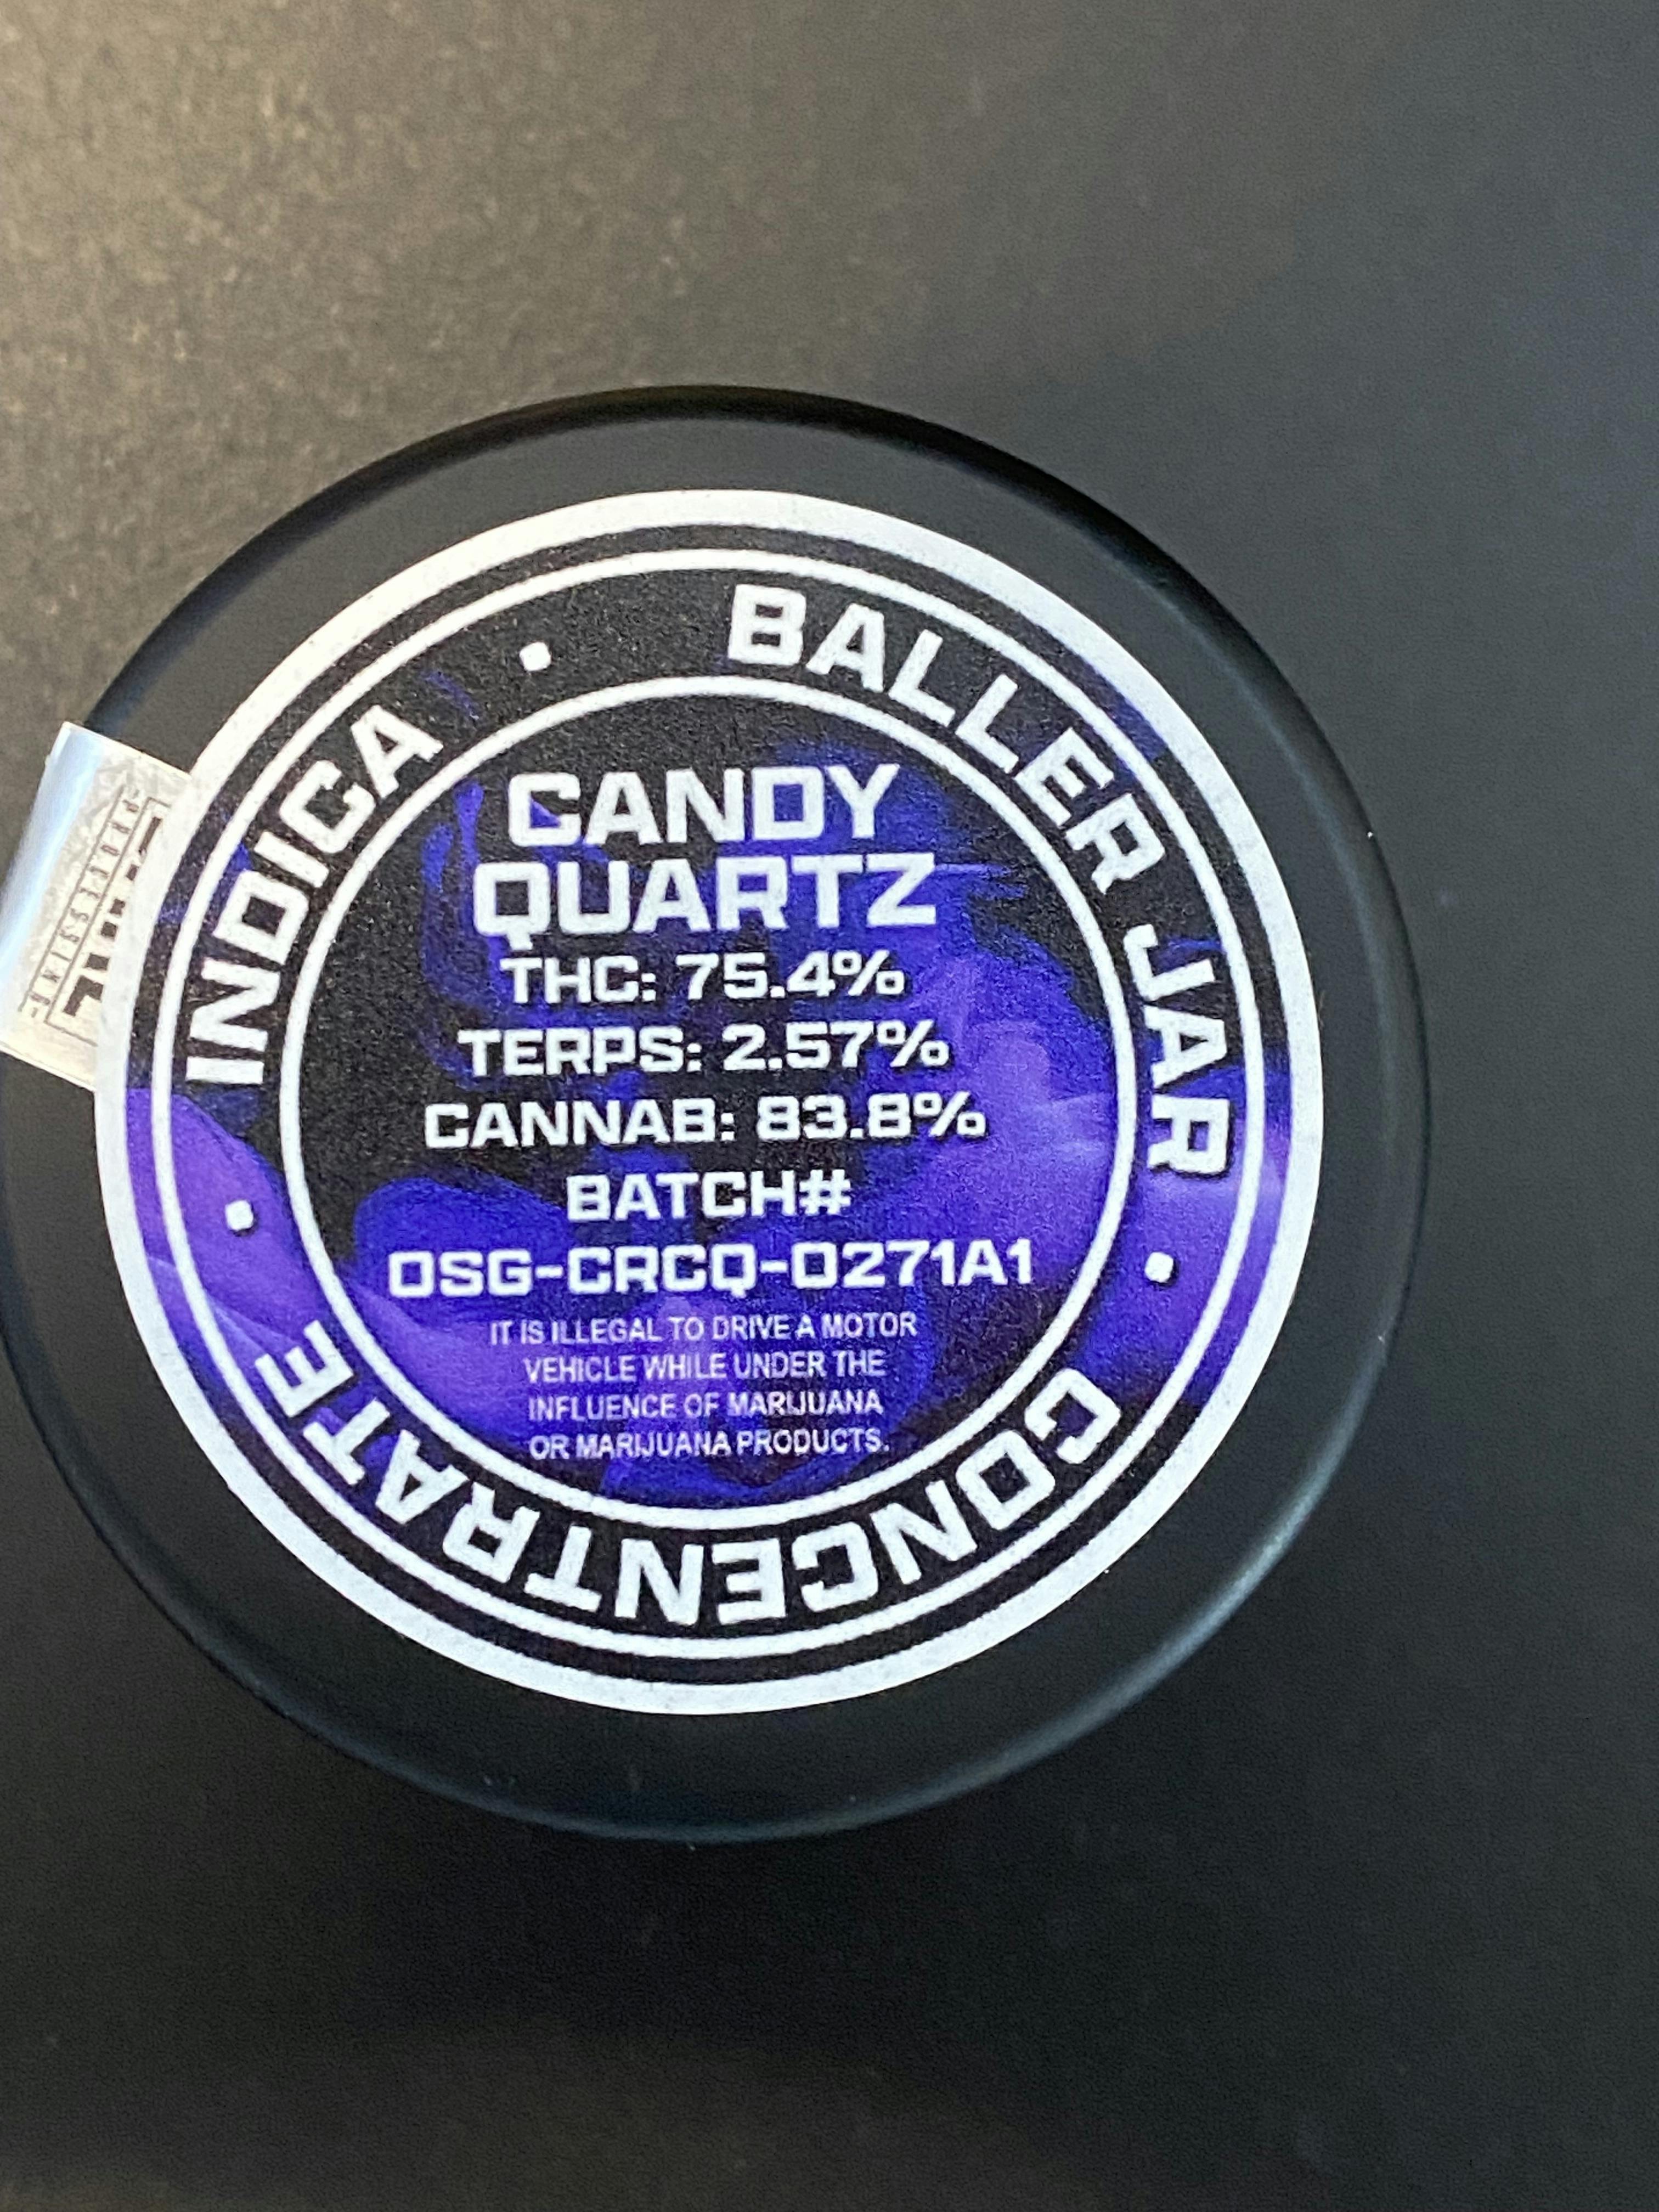 INDICA • BALLER JAR • CONCENTRATE •
CANDY
QUARTZ
THC: 75.4%
TERPS: 2.57%
CANNAB: 83.8%
BATCH#
OSG-CRCQ-0271A1
IT IS ILLEGAL TO DRIVE A MOTOR
VEHICLE WHILE UNDER THE
INFLUENCE OF MARIJUANA
OR MARIJUANA PRODUCTS.
-PROCESSING-